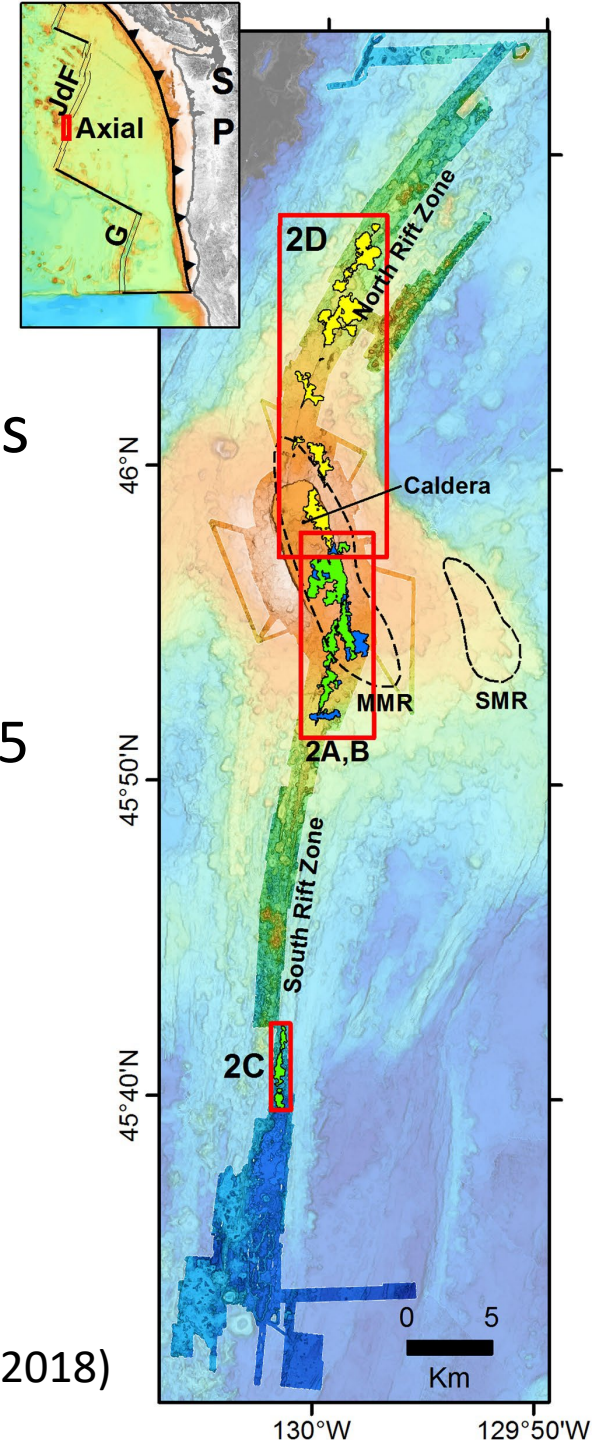 S
P
JdF
Axial
G
2D
North Rift Zone
s
46°N
Caldera
MMR
SMR
5
2A,B
45°50'N
South Rift Zone
2C
45°40'N
0 5
Km
2018)
130°W 129°50'W